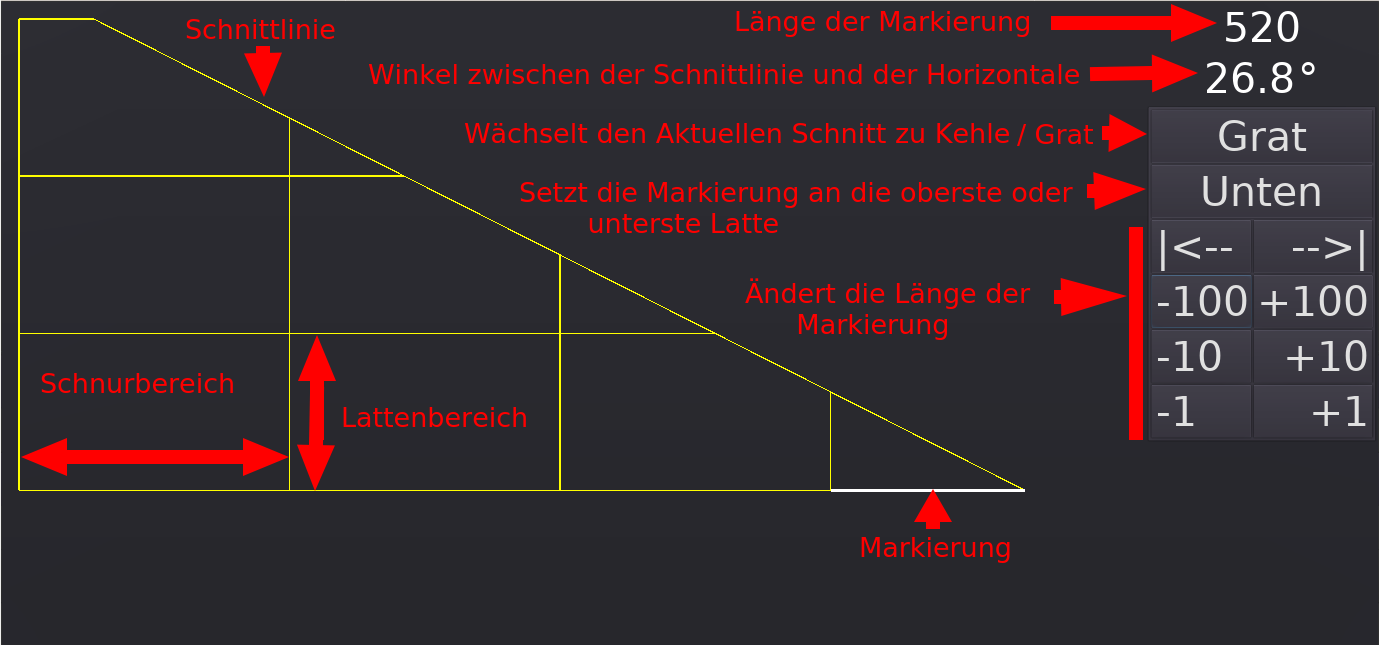 Schnittlinie
Länge der Markierung
520
Winkel zwischen der Schnittlinie und der Horizontale
26.8°
Wächselt den Aktuellen Schnitt zu Kehle / Grat
Grat
Setzt die Markierung an die oberste oder
unterste Latte
Unten
|<-- -->|
Ändert die Länge der
Markierung
-100 +100
-10 +10
-1 +1
Schnurbereich
Lattenbereich
Markierung